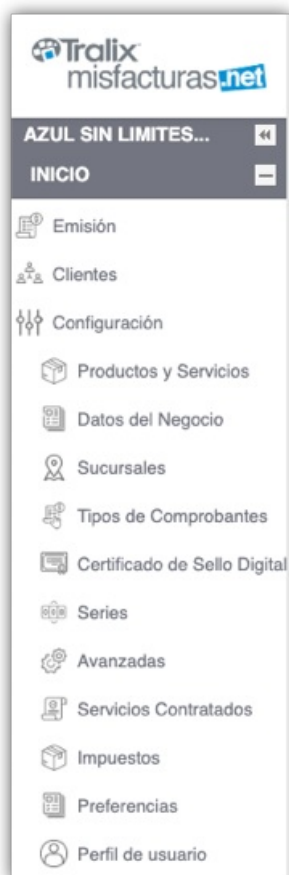 Tralix
misfacturas.net
AZUL SIN LIMITES...
INICIO
Emisión
Clientes
Configuración
Productos y Servicios
Datos del Negocio
Sucursales
Tipos de Comprobantes
Certificado de Sello Digital
Series
Avanzadas
Servicios Contratados
Impuestos
Preferencias
Perfil de usuario